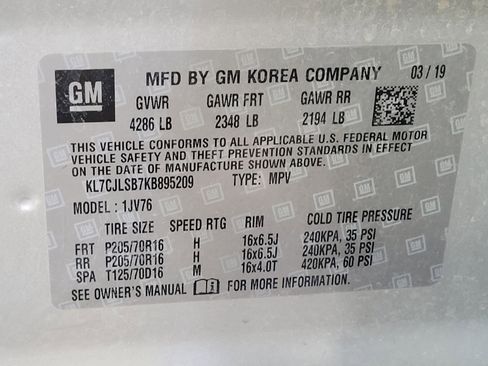 GM MFD BY GM KOREA COMPANY 03 / 19
GVWR GAWR FRT GAWR RR
4286 LB 2348 LB 2194 LB
THIS VEHICLE CONFORMS TO ALL APPLICABLE U.S. FEDERAL MOTOR
VEHICLE SAFETY AND THEFT PREVENTION STANDARDS IN EFFECT
ON THE DATE OF MANUFACTURE SHOWN ABOVE.
KL7CJLSB7KB895209 TYPE: MPV
MODEL : 1JV76
TIRE SIZE SPEED RTG RIM COLD TIRE PRESSURE
FRT P205/70R16 H 16x6.5J 240KPA, 35 PSI
RR P205/70R16 H 16x6.5J 240KPA, 35 PSI
SPA T125/70D16 M 16x4.0T 420KPA, 60 PSI
SEE OWNER'S MANUAL FOR MORE INFORMATION.